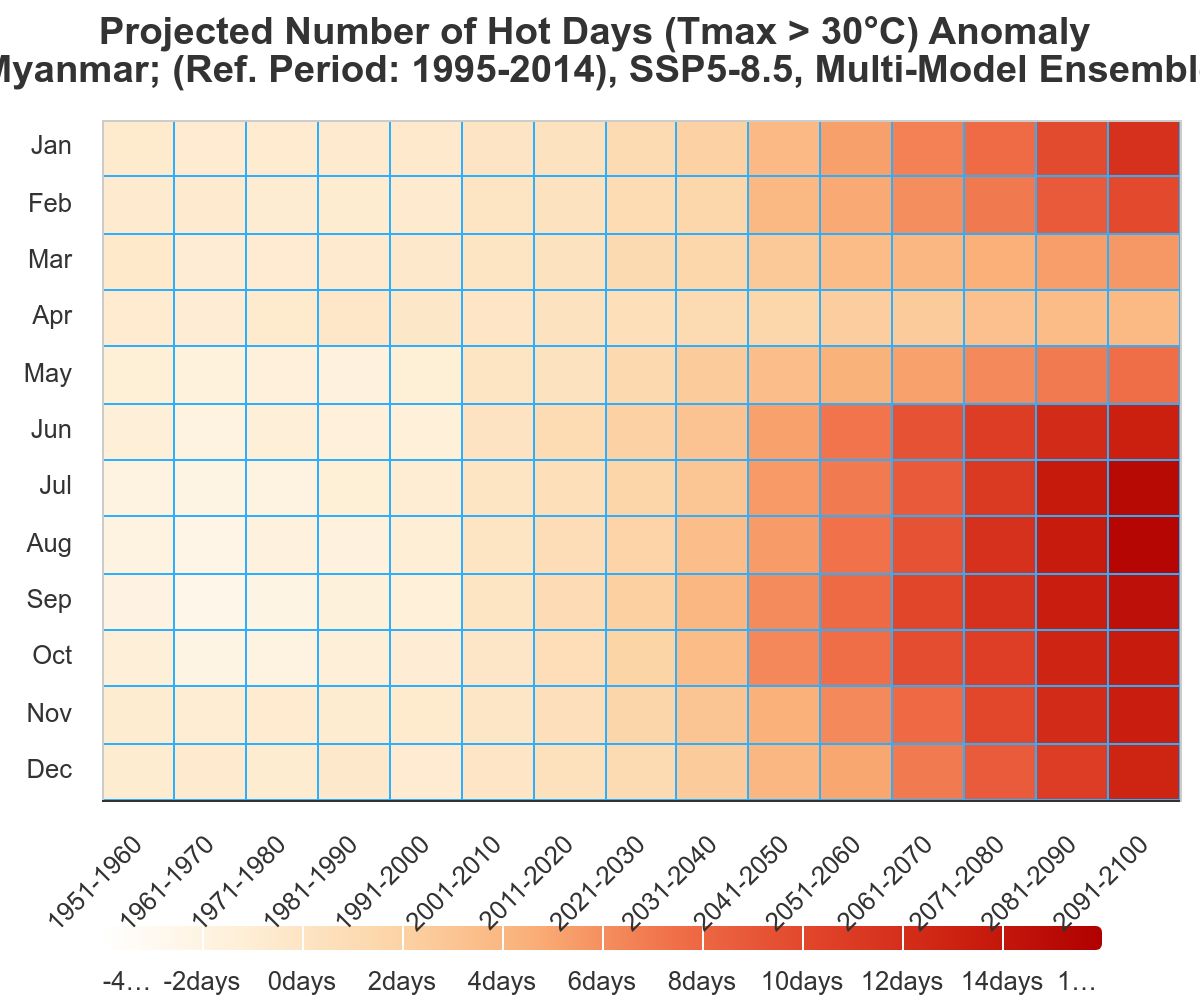 Projected Number of Hot Days (Tmax > 30°C) Anomaly
Myanmar; (Ref. Period: 1995-2014), SSP5-8.5, Multi-Model Ensembl
Jan
Feb
Mar
Apr
May
Jun
Jul
Aug
Sep
Oct
Nov
Dec
1951-1960
1961-1970
1971-1980
1981-1990
1991-2000
2001-2010
2011-2020
2021-2030
2031-2040
2041-2050
2051-2060
2061-2070
2071-2080
2081-2090
2091-2100
-4… -2days 0days 2days 4days 6days 8days 10days 12days 14days 1…